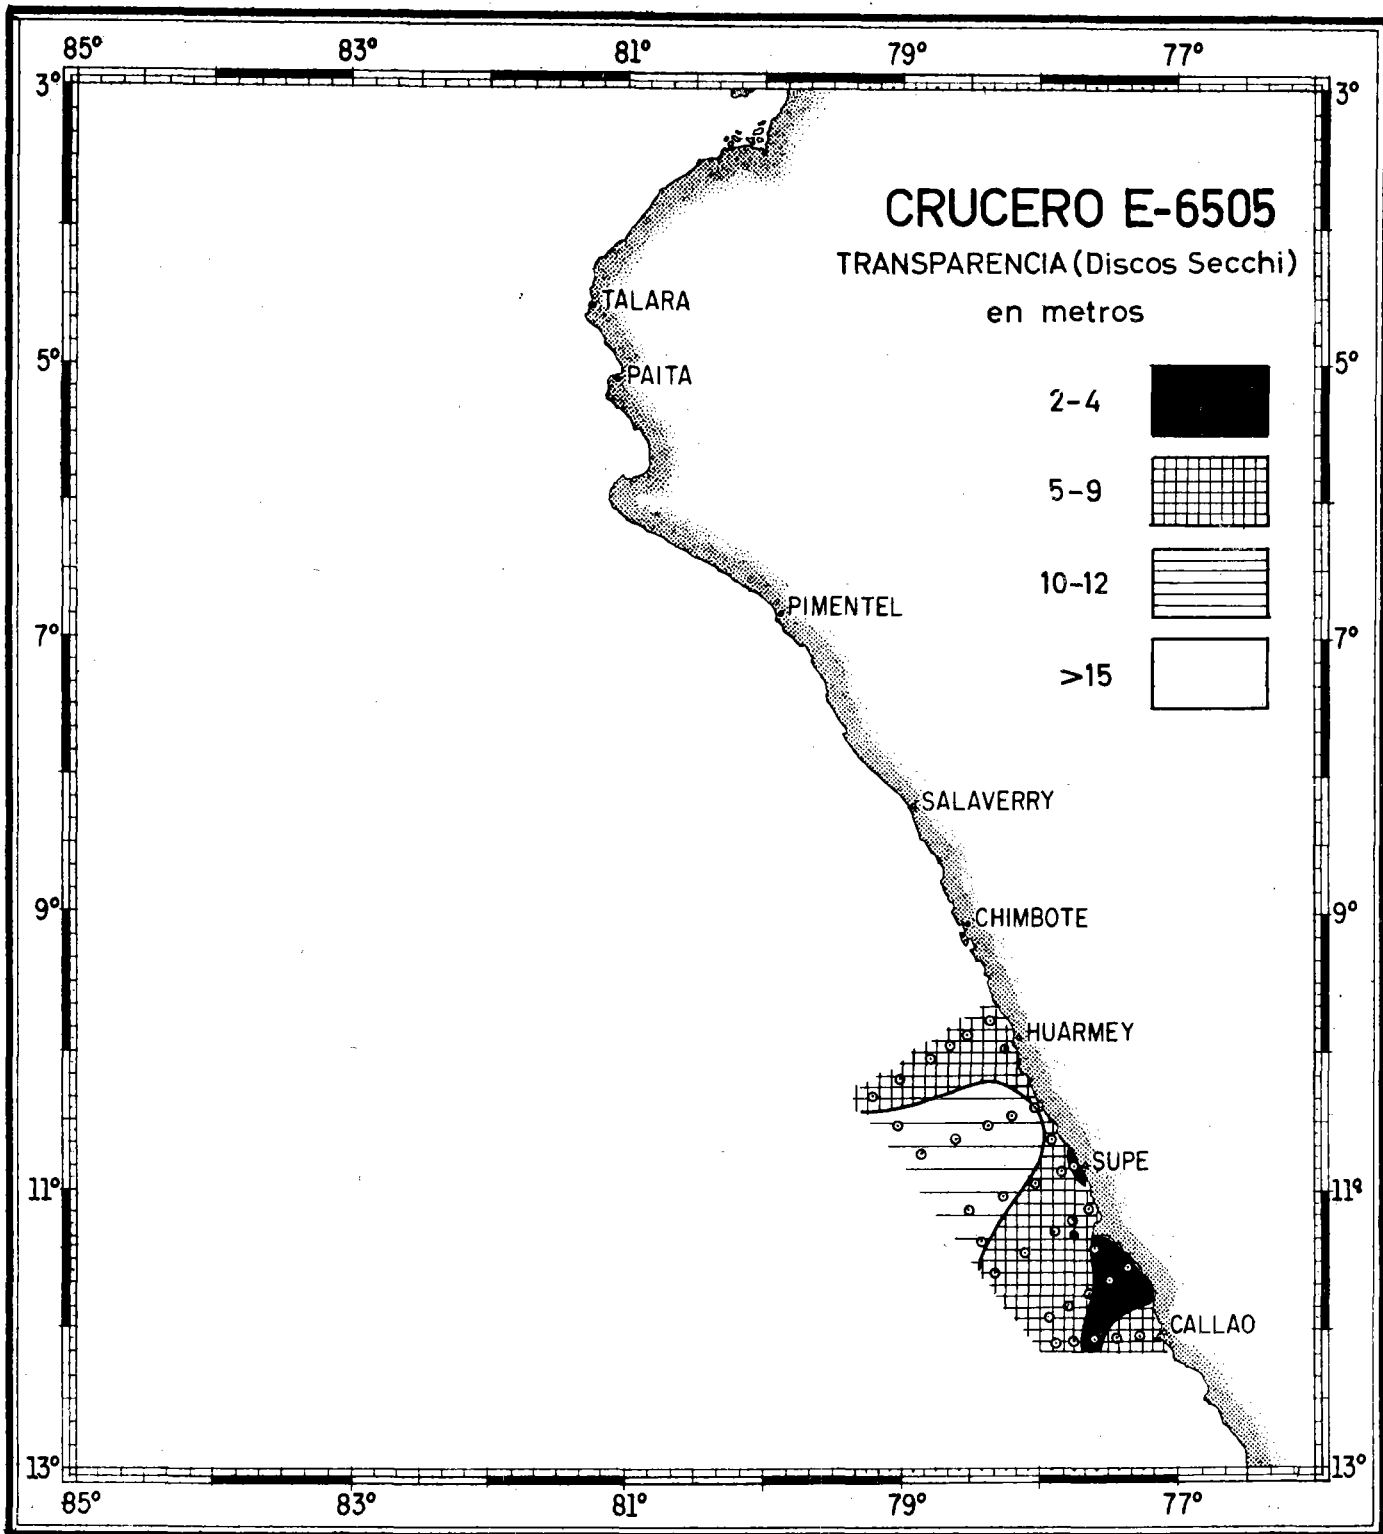 85° 83° 81° 79° 77°
3° 3°
CRUCERO E-6505
TRANSPARENCIA (Discos Secchi)
en metros
TALARA
5° 5°
PAITA
2-4
5-9
10-12
PIMENTEL
7° 7°
>15
SALAVERRY
9° 9°
CHIMBOTE
HUARMEY
SUPE
11° 11°
CALLAO
13° 13°
85° 83° 81° 79° 77°